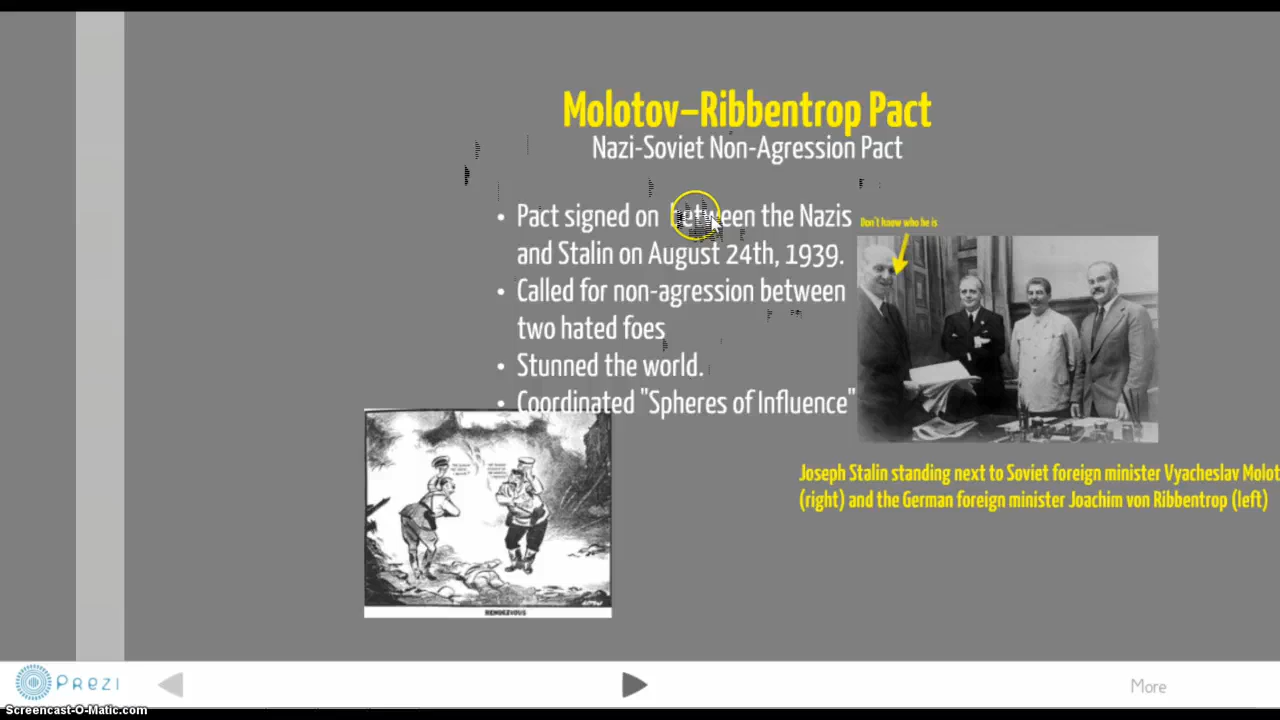 Molotov–Ribbentrop Pact
Nazi-Soviet Non-Agression Pact
• Pact signed on between the Nazis
and Stalin on August 24th, 1939.
• Called for non-agression between
two hated foes
• Stunned the world.
• Coordinated "Spheres of Influence"
Don't know who he is
Joseph Stalin standing next to Soviet foreign minister Vyacheslav Molot
(right) and the German foreign minister Joachim von Ribbentrop (left)
RENDEZVOUS
Prezi
More
Screencast-O-Matic.com